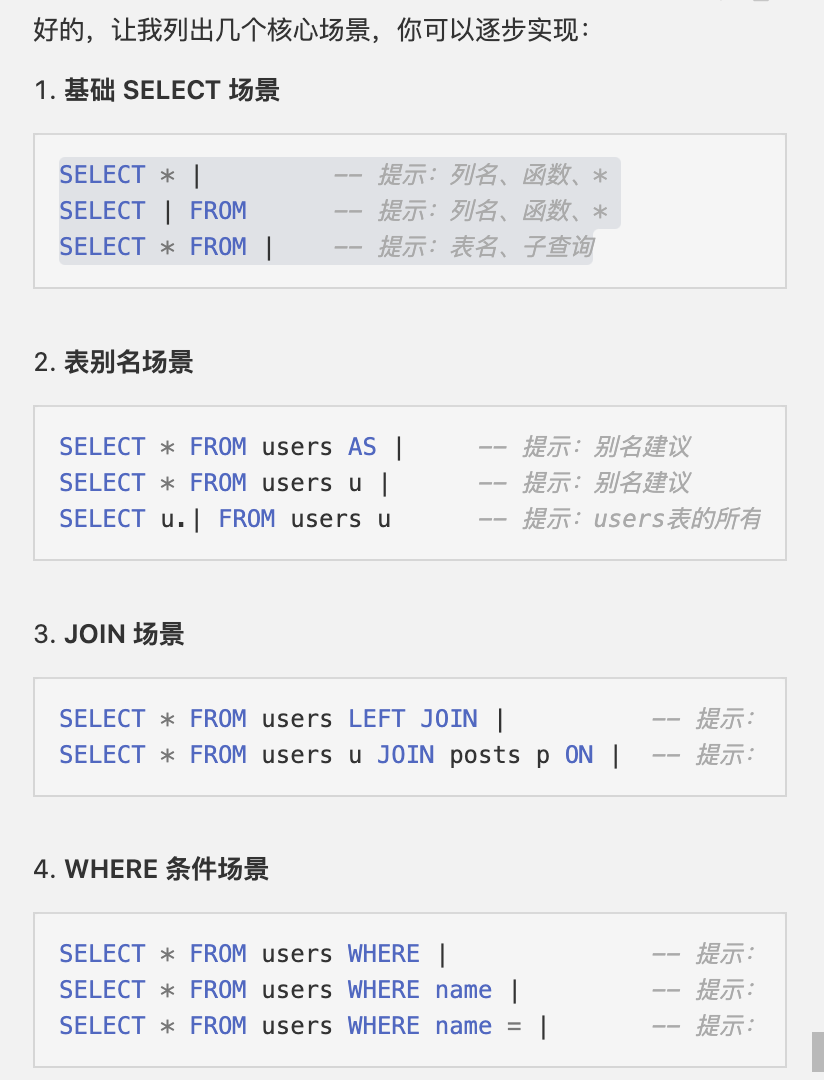 好的，让我列出几个核心场景，你可以逐步实现：
1. 基础 SELECT 场景
SELECT * |         -- 提示：列名、函数、*
SELECT | FROM      -- 提示：列名、函数、*
SELECT * FROM |    -- 提示：表名、子查询
2. 表别名场景
SELECT * FROM users AS |     -- 提示：别名建议
SELECT * FROM users u |      -- 提示：别名建议
SELECT u.| FROM users u      -- 提示：users表的所有
3. JOIN 场景
SELECT * FROM users LEFT JOIN |          -- 提示：
SELECT * FROM users u JOIN posts p ON |  -- 提示：
4. WHERE 条件场景
SELECT * FROM users WHERE |              -- 提示：
SELECT * FROM users WHERE name |         -- 提示：
SELECT * FROM users WHERE name = |       -- 提示：